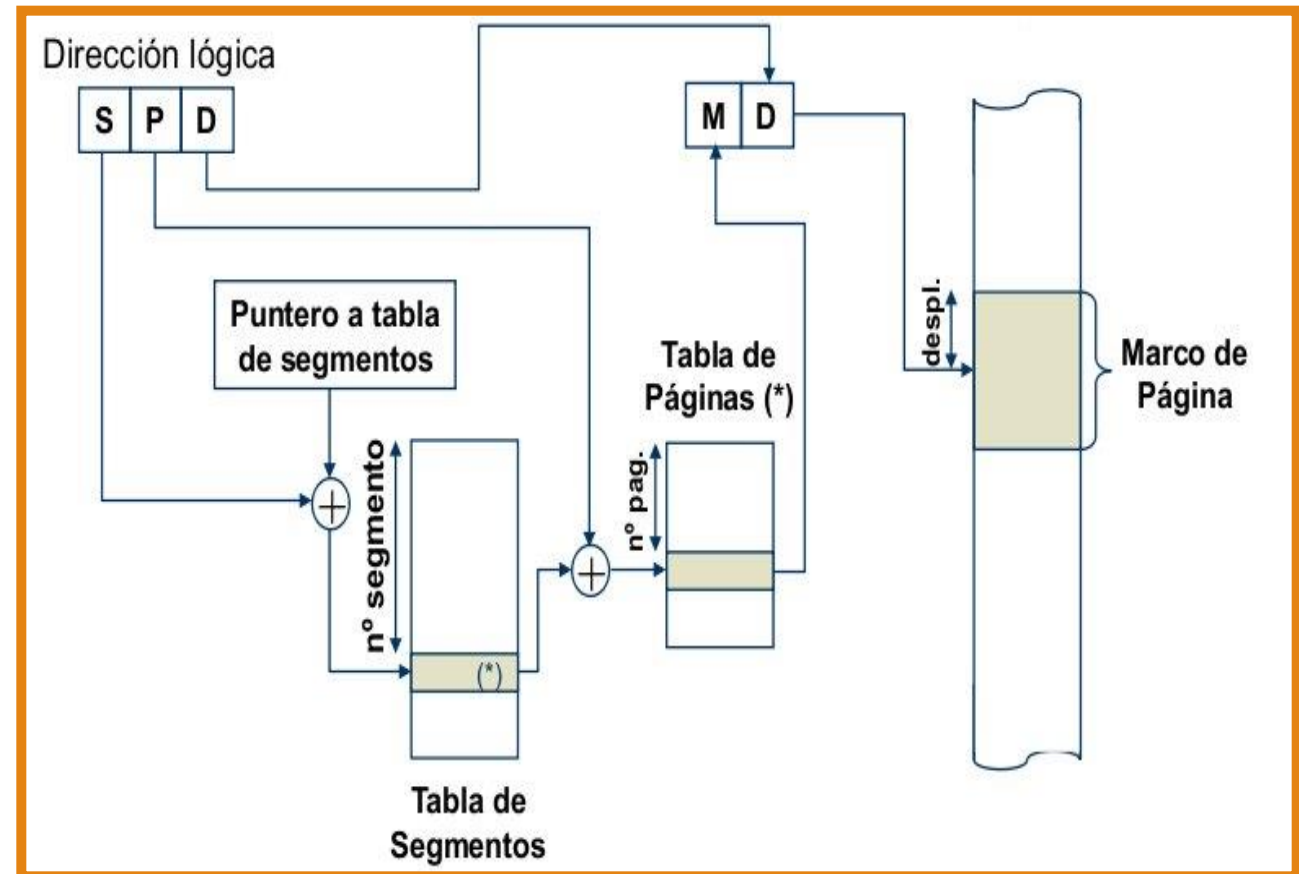 Dirección lógica
S P D
M D
Puntero a tabla
de segmentos
nº segmento
(*)
Tabla de
Segmentos
Tabla de
Páginas (*)
nº pag.
despl.
Marco de
Página